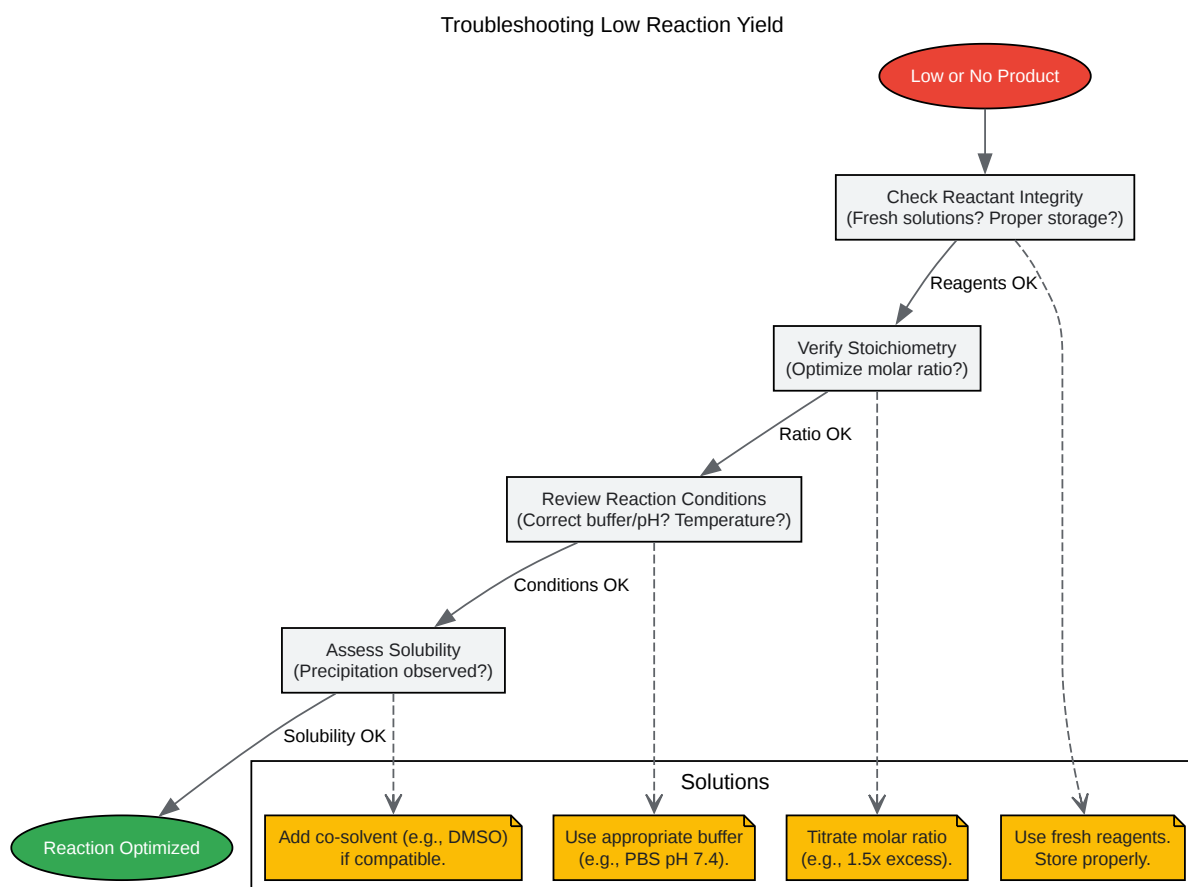 Troubleshooting Low Reaction Yield
Low or No Product
Check Reactant Integrity
(Fresh solutions? Proper storage?)
Reagents OK
Verify Stoichiometry
(Optimize molar ratio?)
Ratio OK
Review Reaction Conditions
(Correct buffer/pH? Temperature?)
Conditions OK
Assess Solubility
(Precipitation observed?)
Solubility OK
Solutions
Reaction Optimized
Add co-solvent (e.g., DMSO)
if compatible.
Use appropriate buffer
(e.g., PBS pH 7.4).
Titrate molar ratio
(e.g., 1.5x excess).
Use fresh reagents.
Store properly.